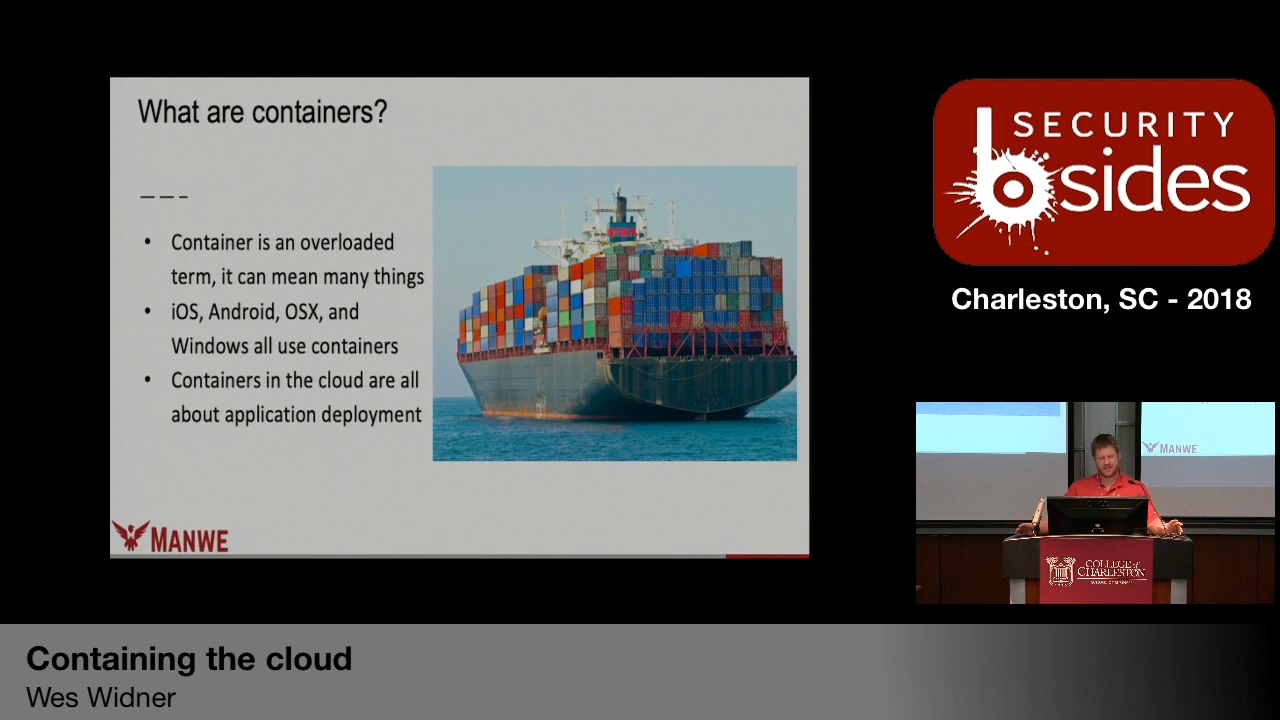 What are containers?
– – –
• Container is an overloaded
term, it can mean many things
• iOS, Android, OSX, and
Windows all use containers
• Containers in the cloud are all
about application deployment
MANWE
SECURITY
bsides
Charleston, SC - 2018
MANWE
COLLEGE of
CHARLESTON
Containing the cloud
Wes Widner